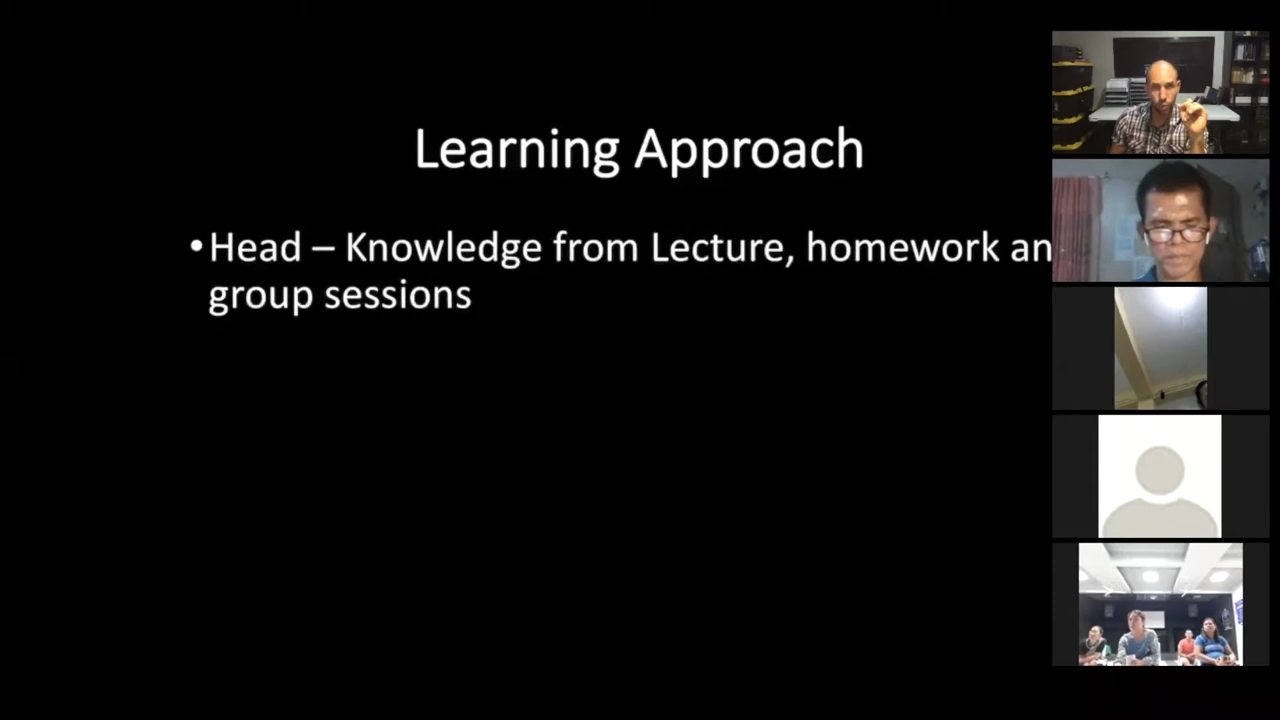 Learning Approach
•Head – Knowledge from Lecture, homework an
group sessions